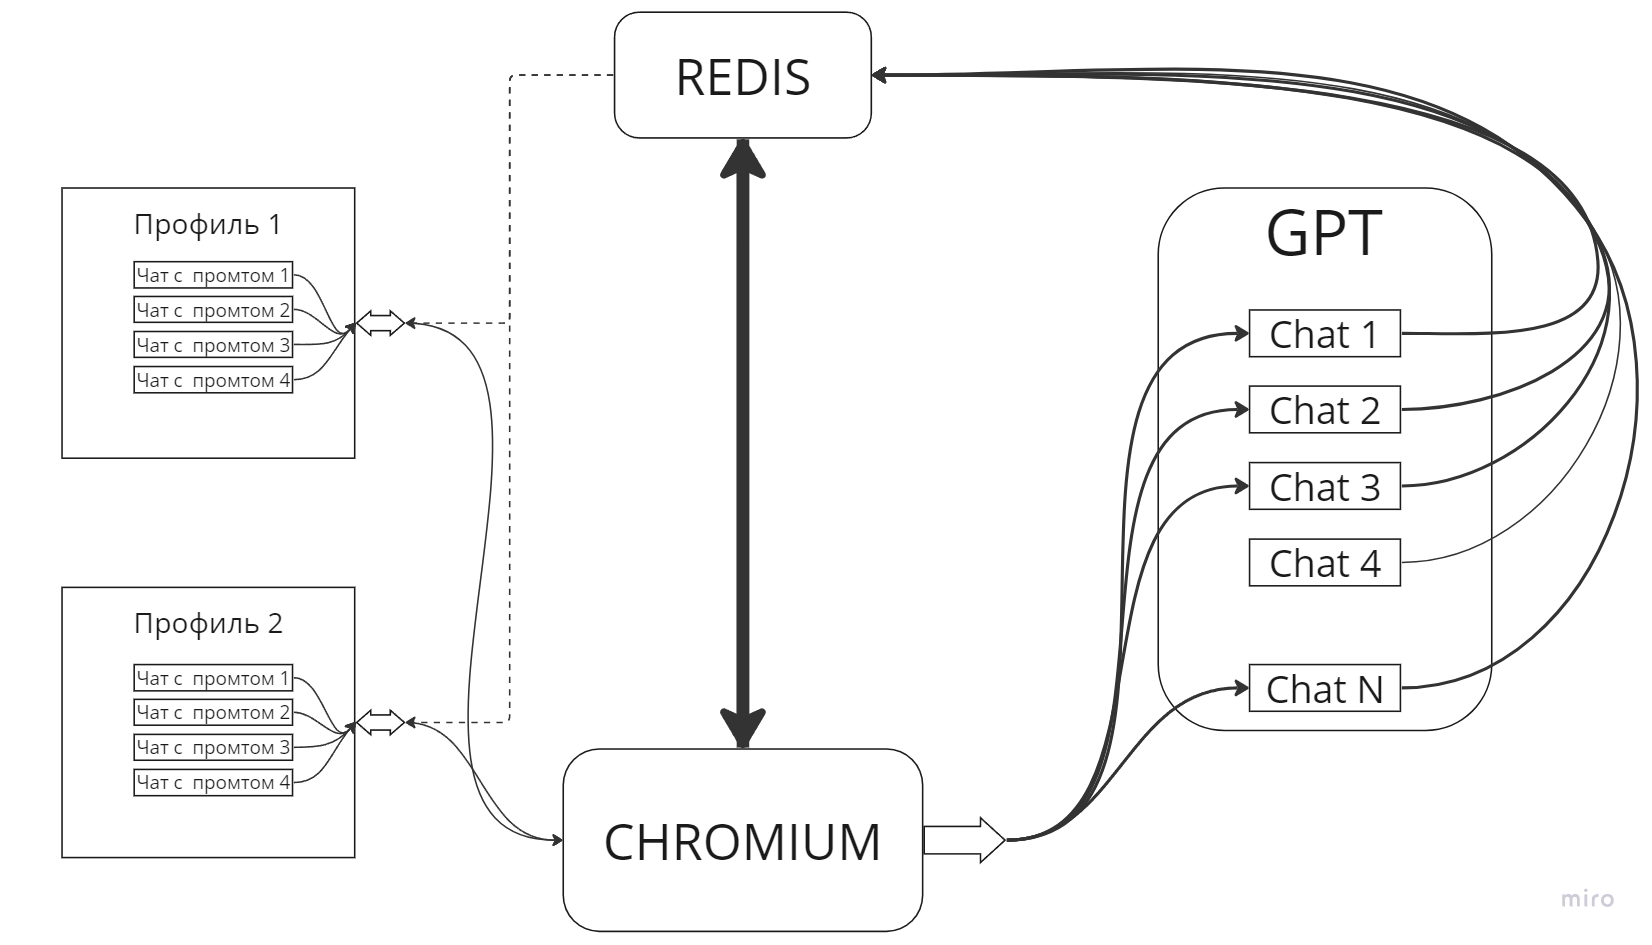 REDIS
Профиль 1
Чат с промтом 1
Чат с промтом 2
Чат с промтом 3
Чат с промтом 4
GPT
Chat 1
Chat 2
Chat 3
Chat 4
Chat N
Профиль 2
Чат с промтом 1
Чат с промтом 2
Чат с промтом 3
Чат с промтом 4
CHROMIUM
miro